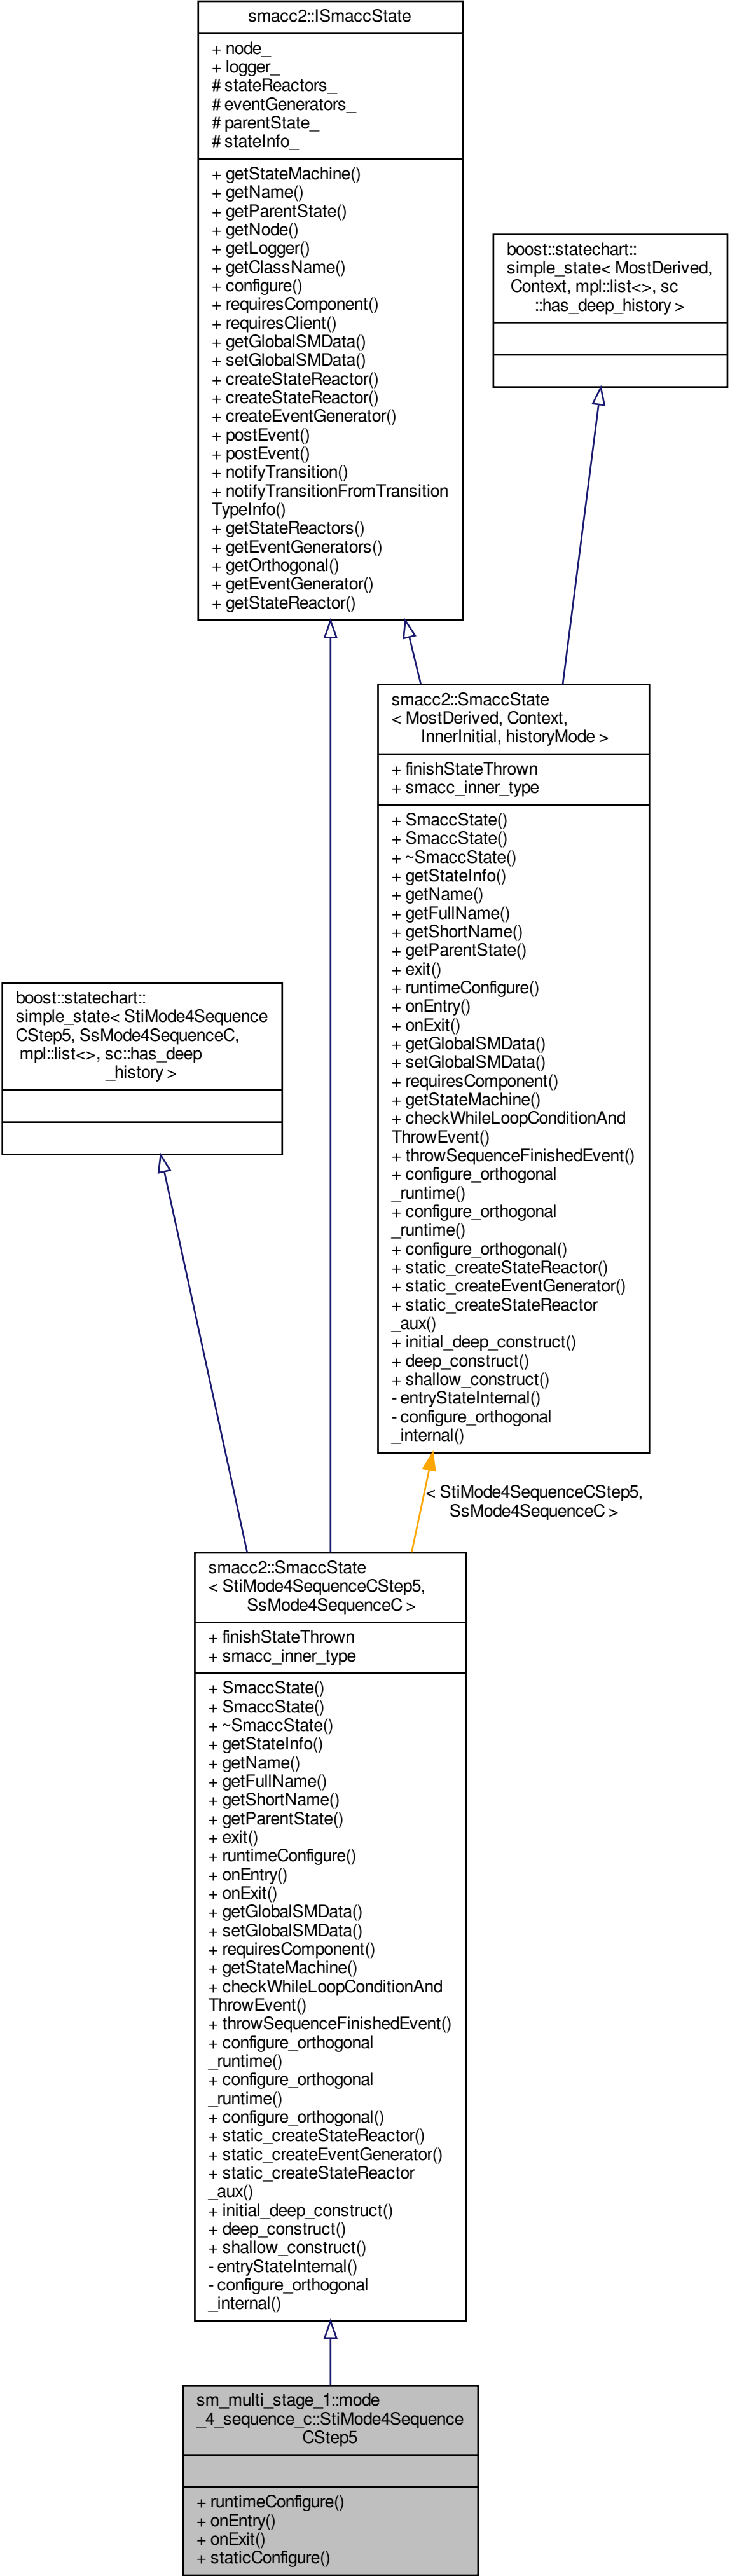 smacc2::ISmaccState
+ node_
+ logger_
# stateReactors_
# eventGenerators_
# parentState_
# stateInfo_
+ getStateMachine()
+ getName()
+ getParentState()
+ getNode()
+ getLogger()
+ getClassName()
+ configure()
+ requiresComponent()
+ requiresClient()
+ getGlobalSMData()
+ setGlobalSMData()
+ createStateReactor()
+ createStateReactor()
+ createEventGenerator()
+ postEvent()
+ postEvent()
+ notifyTransition()
+ notifyTransitionFromTransition
TypeInfo()
+ getStateReactors()
+ getEventGenerators()
+ getOrthogonal()
+ getEventGenerator()
+ getStateReactor()
boost::statechart::
simple_state< MostDerived,
Context, mpl::list<>, sc
::has_deep_history >
smacc2::SmaccState
< MostDerived, Context,
InnerInitial, historyMode >
+ finishStateThrown
+ smacc_inner_type
+ SmaccState()
+ SmaccState()
+ ~SmaccState()
+ getStateInfo()
+ getName()
+ getFullName()
+ getShortName()
+ getParentState()
+ exit()
+ runtimeConfigure()
+ onEntry()
+ onExit()
+ getGlobalSMData()
+ setGlobalSMData()
+ requiresComponent()
+ getStateMachine()
+ checkWhileLoopConditionAnd
ThrowEvent()
+ throwSequenceFinishedEvent()
+ configure_orthogonal
_runtime()
+ configure_orthogonal
_runtime()
+ configure_orthogonal()
+ static_createStateReactor()
+ static_createEventGenerator()
+ static_createStateReactor
_aux()
+ initial_deep_construct()
+ deep_construct()
+ shallow_construct()
- entryStateInternal()
- configure_orthogonal
_internal()
boost::statechart::
simple_state< StiMode4Sequence
CStep5, SsMode4SequenceC,
mpl::list<>, sc::has_deep
_history >
< StiMode4SequenceCStep5,
SsMode4SequenceC >
smacc2::SmaccState
< StiMode4SequenceCStep5,
SsMode4SequenceC >
+ finishStateThrown
+ smacc_inner_type
+ SmaccState()
+ SmaccState()
+ ~SmaccState()
+ getStateInfo()
+ getName()
+ getFullName()
+ getShortName()
+ getParentState()
+ exit()
+ runtimeConfigure()
+ onEntry()
+ onExit()
+ getGlobalSMData()
+ setGlobalSMData()
+ requiresComponent()
+ getStateMachine()
+ checkWhileLoopConditionAnd
ThrowEvent()
+ throwSequenceFinishedEvent()
+ configure_orthogonal
_runtime()
+ configure_orthogonal
_runtime()
+ configure_orthogonal()
+ static_createStateReactor()
+ static_createEventGenerator()
+ static_createStateReactor
_aux()
+ initial_deep_construct()
+ deep_construct()
+ shallow_construct()
- entryStateInternal()
- configure_orthogonal
_internal()
sm_multi_stage_1::mode
_4_sequence_c::StiMode4Sequence
CStep5
+ runtimeConfigure()
+ onEntry()
+ onExit()
+ staticConfigure()